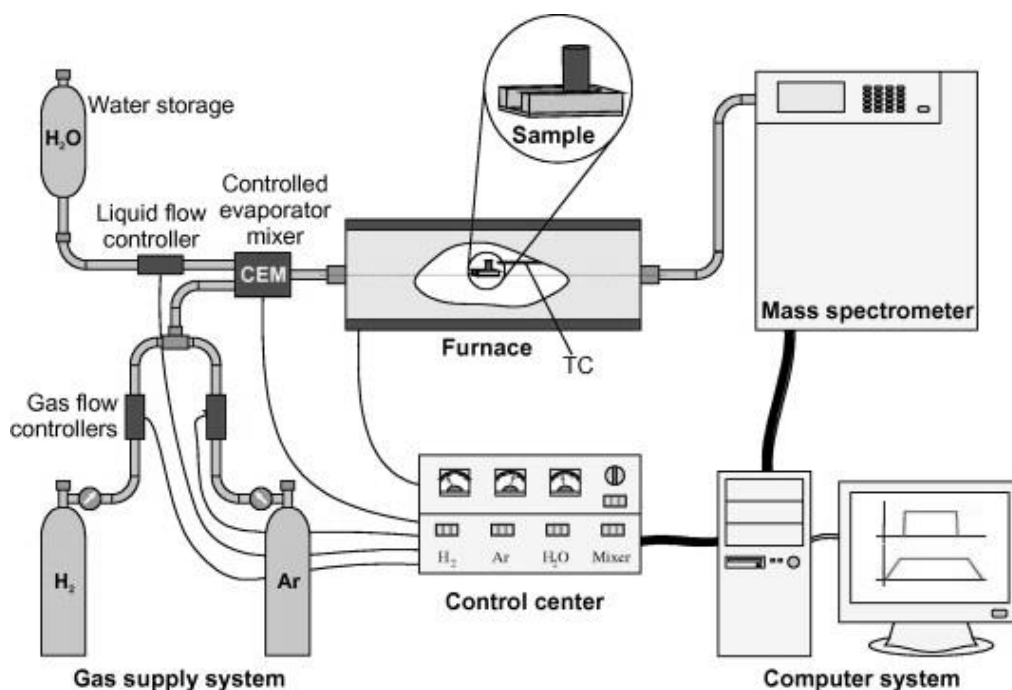 Water storage
H₂O
Sample
Controlled
evaporator
mixer
Liquid flow
controller
CEM
Mass spectrometer
Furnace
TC
Gas flow
controllers
H₂
Ar
H₂O
Mixer
H₂
Ar
Control center
Gas supply system
Computer system